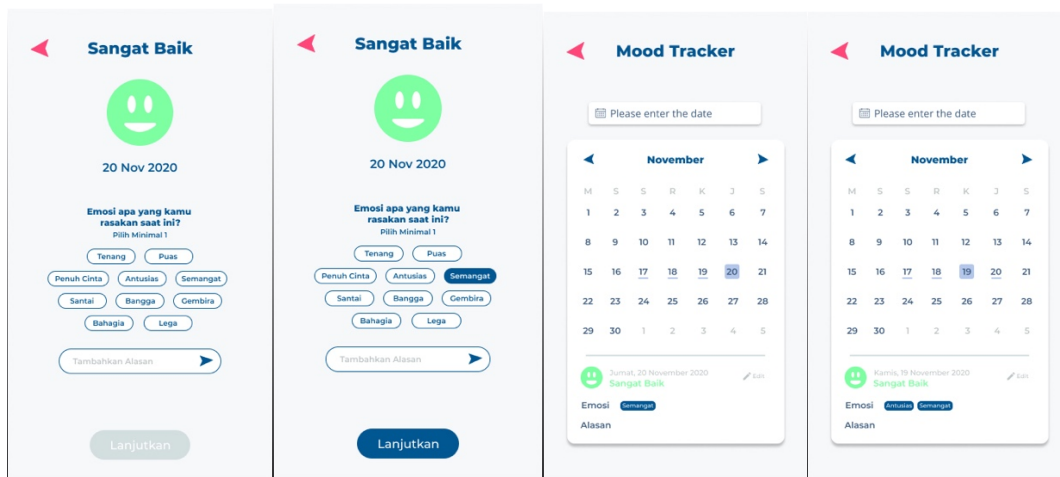 Sangat Baik
20 Nov 2020
Emosi apa yang kamu
rasakan saat ini?
Pilih Minimal 1
Tenang Puas
Penuh Cinta Antusias Semangat
Santai Bangga Gembira
Bahagia Lega
Tambahkan Alasan
Lanjutkan
Sangat Baik
20 Nov 2020
Emosi apa yang kamu
rasakan saat ini?
Pilih Minimal 1
Tenang Puas
Penuh Cinta Antusias Semangat
Santai Bangga Gembira
Bahagia Lega
Tambahkan Alasan
Lanjutkan
Mood Tracker
Please enter the date
November
M S S R K J S
1 2 3 4 5 6 7
8 9 10 11 12 13 14
15 16 17 18 19 20 21
22 23 24 25 26 27 28
29 30 1 2 3 4 5
Jumat, 20 November 2020 Edit
Sangat Baik
Emosi Semangat
Alasan
Mood Tracker
Please enter the date
November
M S S R K J S
1 2 3 4 5 6 7
8 9 10 11 12 13 14
15 16 17 18 19 20 21
22 23 24 25 26 27 28
29 30 1 2 3 4 5
Kamis, 19 November 2020 Edit
Sangat Baik
Emosi Antusias Semangat
Alasan